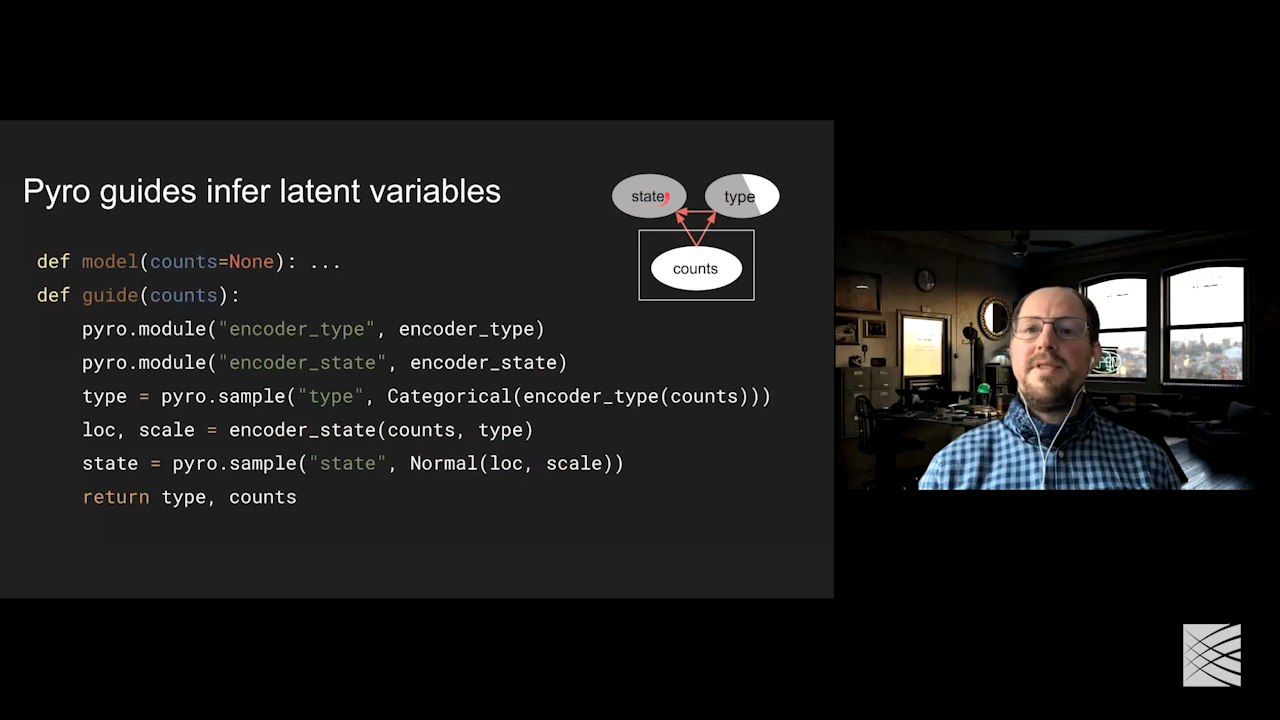 Pyro guides infer latent variables
state
type
counts
def model(counts=None): ...
def guide(counts):
pyro.module("encoder_type", encoder_type)
pyro.module("encoder_state", encoder_state)
type = pyro.sample("type", Categorical(encoder_type(counts)))
loc, scale = encoder_state(counts, type)
state = pyro.sample("state", Normal(loc, scale))
return type, counts